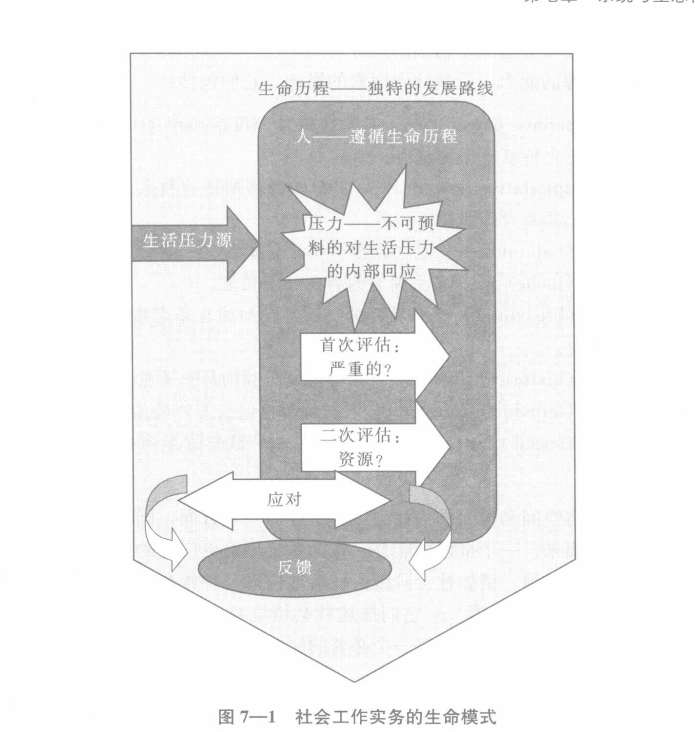 生命历程——独特的发展路线
人——遵循生命历程
生活压力源
压力——不可预
料的对生活压力
的内部回应
首次评估：
严重的？
二次评估：
资源？
应对
反馈
图 7—1 社会工作实务的生命模式